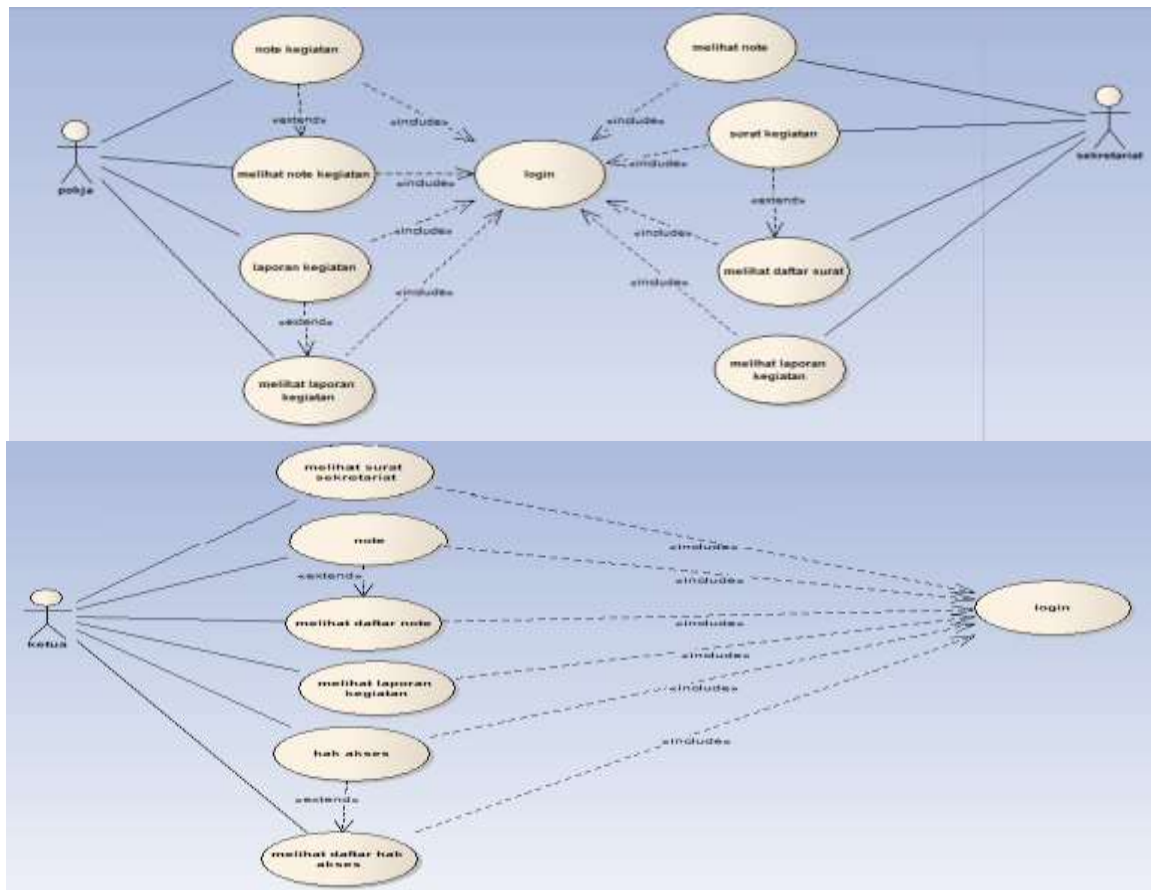 note kegiatan
melihat note
«extend»
«include»
«include»
surat kegiatan
pokja
melihat note kegiatan
«include»
login
«include»
sekretariat
«extend»
«include»
«include»
laporan kegiatan
melihat daftar surat
«include»
«include»
«extend»
melihat laporan
kegiatan
melihat laporan
kegiatan
melihat surat
sekretariat
note
«include»
«extend»
«include»
login
ketua
melihat daftar note
«include»
«include»
melihat laporan
kegiatan
«include»
hak akses
«include»
«extend»
melihat daftar hak
akses